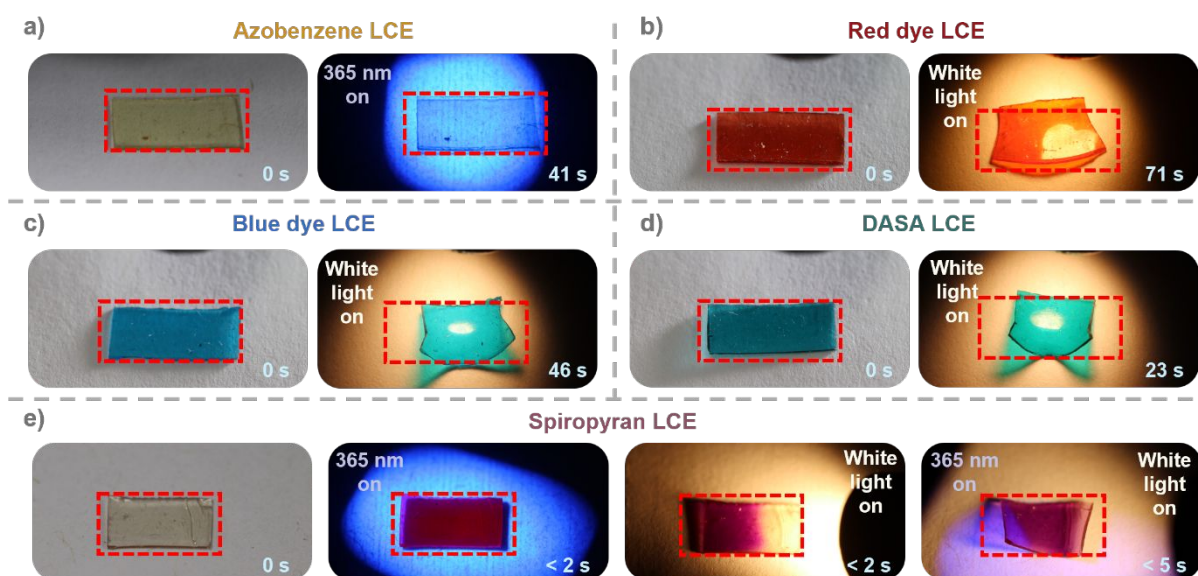 a)
Azobenzene LCE
0 s
365 nm
on
41 s
b)
Red dye LCE
0 s
White
light
on
71 s
c)
Blue dye LCE
0 s
White
light
on
46 s
d)
DASA LCE
0 s
White
light
on
23 s
e)
Spiropyran LCE
0 s
365 nm
on
< 2 s
White
light
on
< 2 s
365 nm
on
White
light
on
< 5 s